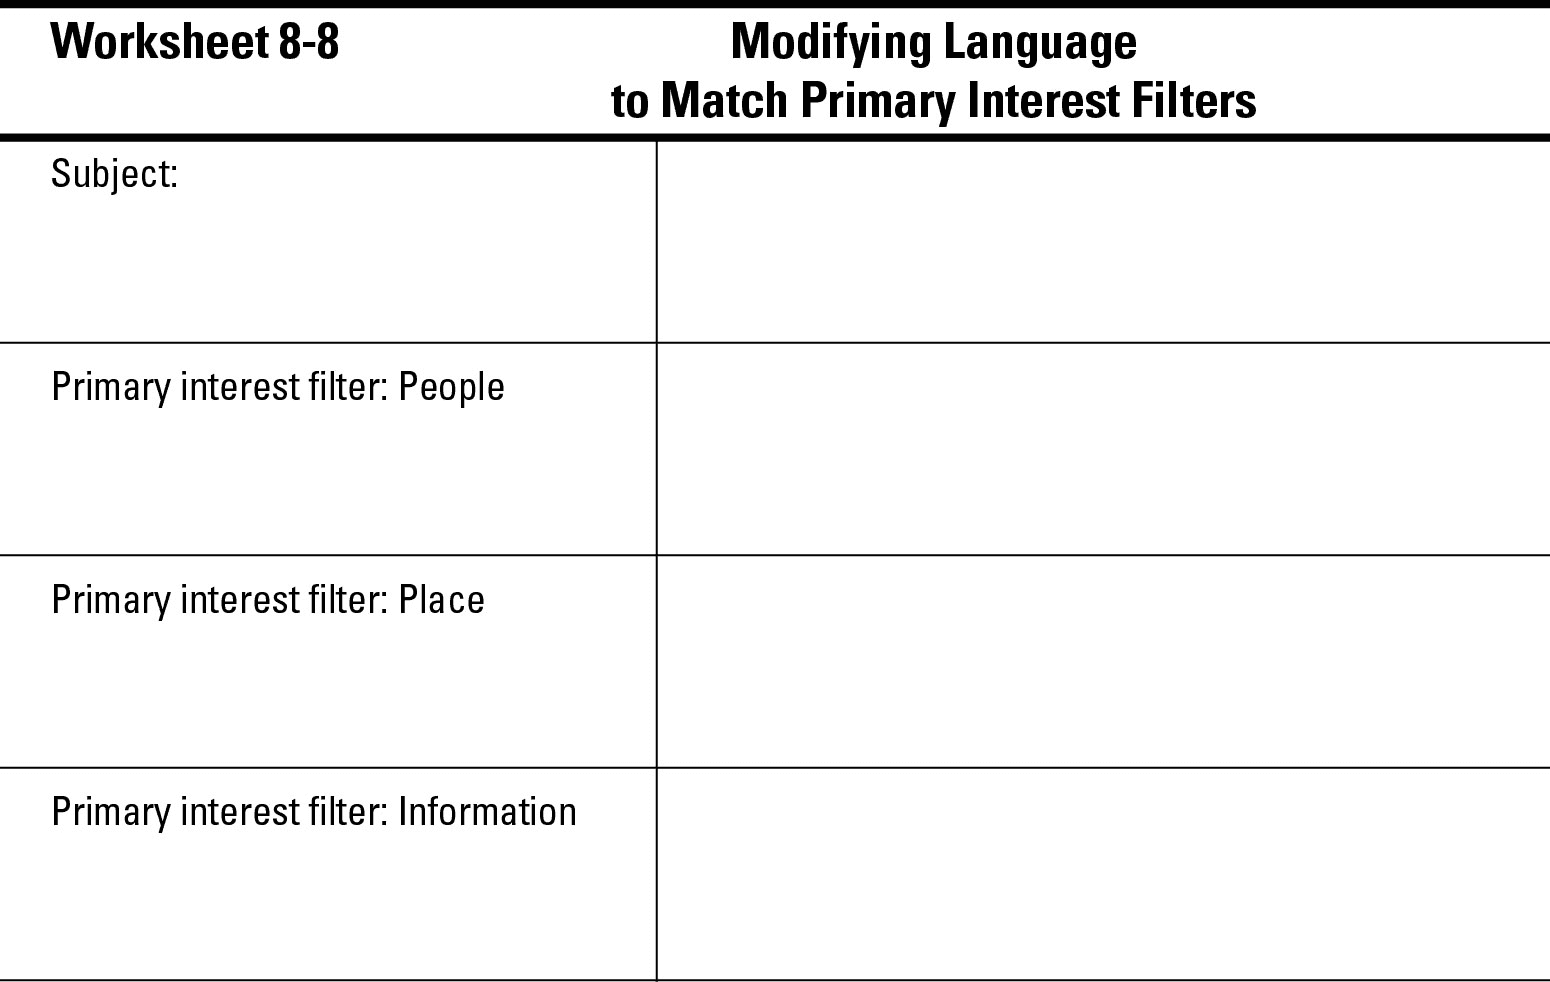 Worksheet 8-8
Modifying Language
to Match Primary Interest Filters
Subject:
Primary interest filter: People
Primary interest filter: Place
Primary interest filter: Information